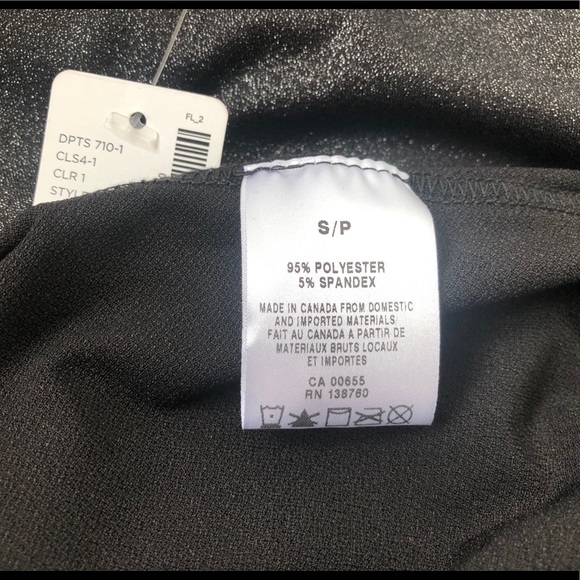 FL_2
DPTS 710-1
CLS4-1
CLR 1
S/P
95% POLYESTER
5% SPANDEX
MADE IN CANADA FROM DOMESTIC
AND IMPORTED MATERIALS
FAIT AU CANADA A PARTIR DE
MATERIAUX BRUTS LOCAUX
ET IMPORTES
CA 00655
RN 138760